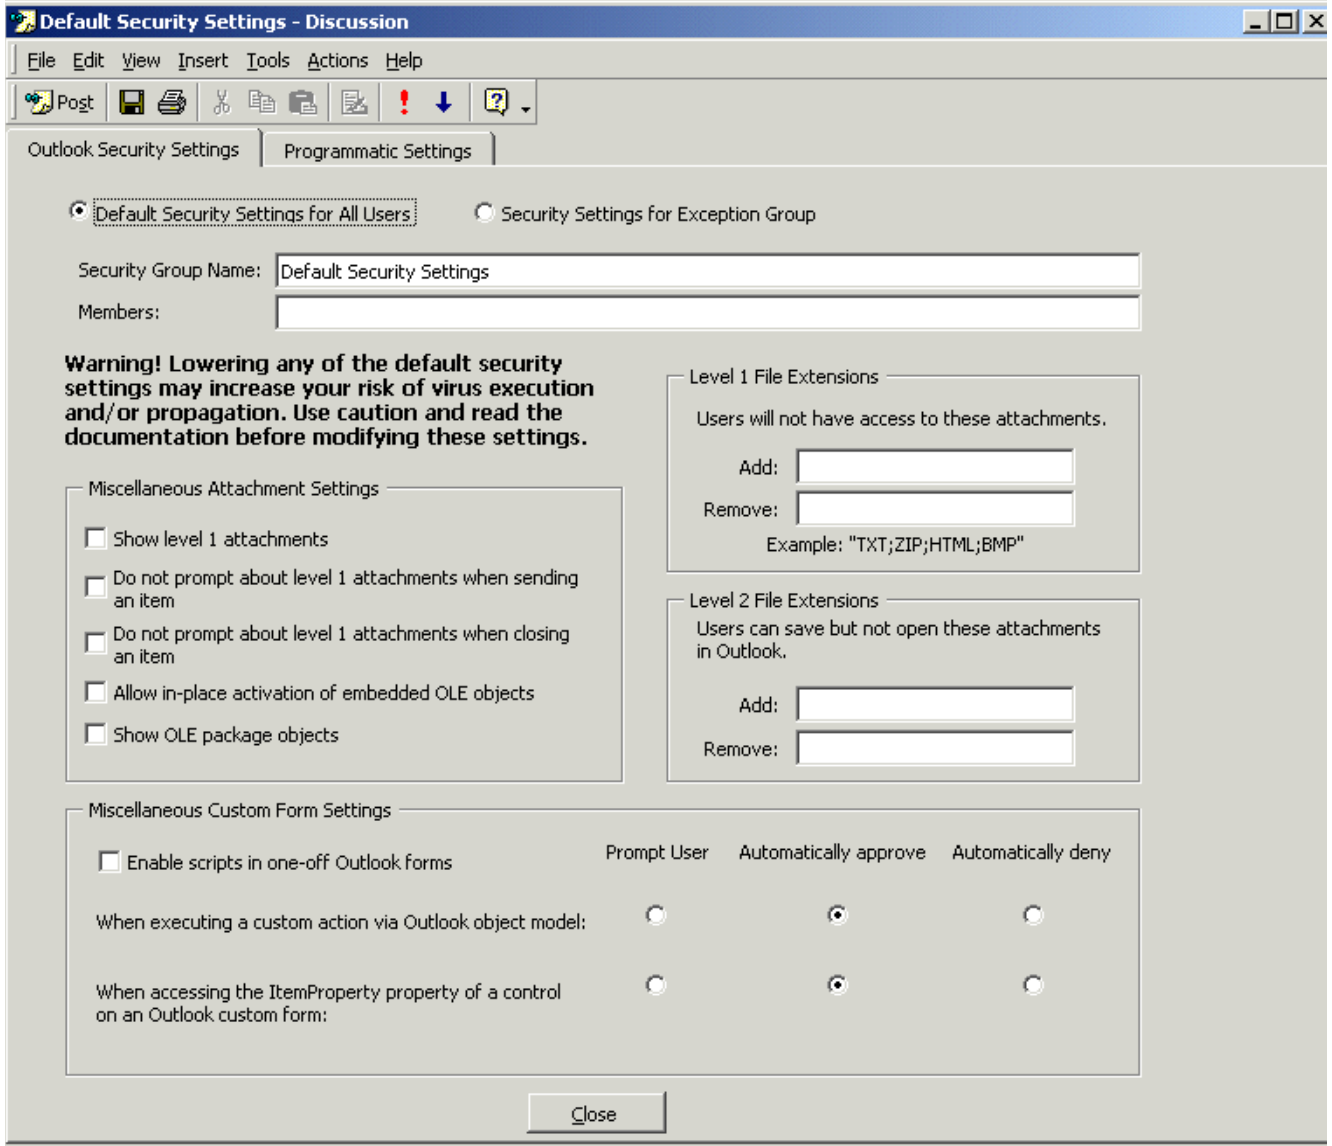 Default Security Settings - Discussion
File Edit View Insert Tools Actions Help
Post
Outlook Security Settings Programmatic Settings
Default Security Settings for All Users Security Settings for Exception Group
Security Group Name: Default Security Settings
Members:
Warning! Lowering any of the default security
settings may increase your risk of virus execution
and/or propagation. Use caution and read the
documentation before modifying these settings.
Miscellaneous Attachment Settings
Show level 1 attachments
Do not prompt about level 1 attachments when sending
an item
Do not prompt about level 1 attachments when closing
an item
Allow in-place activation of embedded OLE objects
Show OLE package objects
Level 1 File Extensions
Users will not have access to these attachments.
Add:
Remove:
Example: "TXT;ZIP;HTML;BMP"
Level 2 File Extensions
Users can save but not open these attachments
in Outlook.
Add:
Remove:
Miscellaneous Custom Form Settings
Enable scripts in one-off Outlook forms
Prompt User Automatically approve Automatically deny
When executing a custom action via Outlook object model:
When accessing the ItemProperty property of a control
on an Outlook custom form:
Close